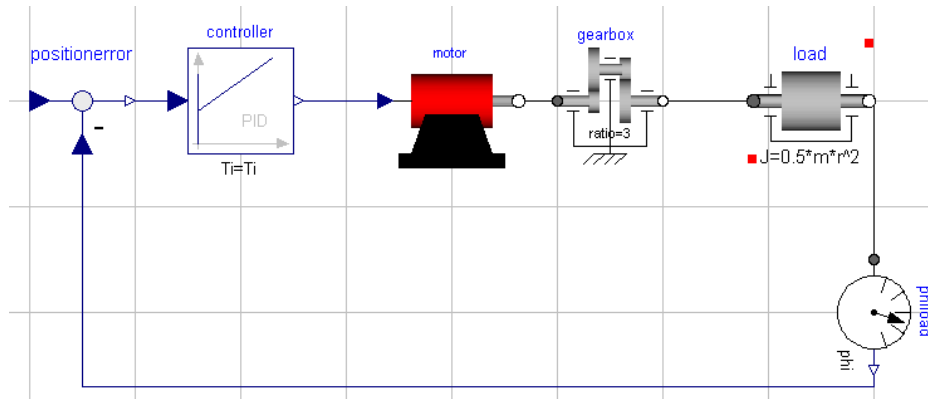 positionerror
controller
PID
Ti=Ti
motor
gearbox
ratio=3
load
J=0.5*m*r^2
phiload
phi
-